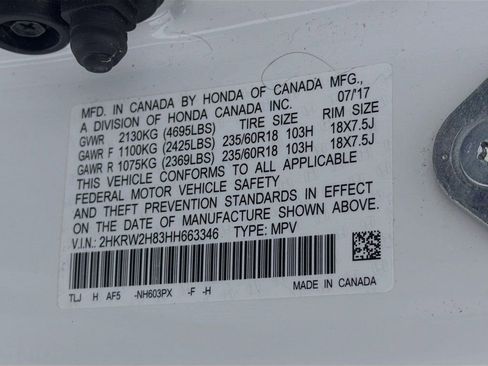 MFD. IN CANADA BY HONDA OF CANADA MFG.,
A DIVISION OF HONDA CANADA INC. 07/'17
GVWR 2130KG (4695LBS) TIRE SIZE RIM SIZE
GAWR F 1100KG (2425LBS) 235/60R18 103H 18X7.5J
GAWR R 1075KG (2369LBS) 235/60R18 103H 18X7.5J
THIS VEHICLE CONFORMS TO ALL APPLICABLE
FEDERAL MOTOR VEHICLE SAFETY
AND THEFT PREVENTION STANDARDS IN EFFECT
ON THE DATE OF MANUFACTURE SHOWN ABOVE.
V.I.N.: 2HKRW2H83HH663346 TYPE: MPV
TLJ H AF5 -NH603PX -F -H MADE IN CANADA